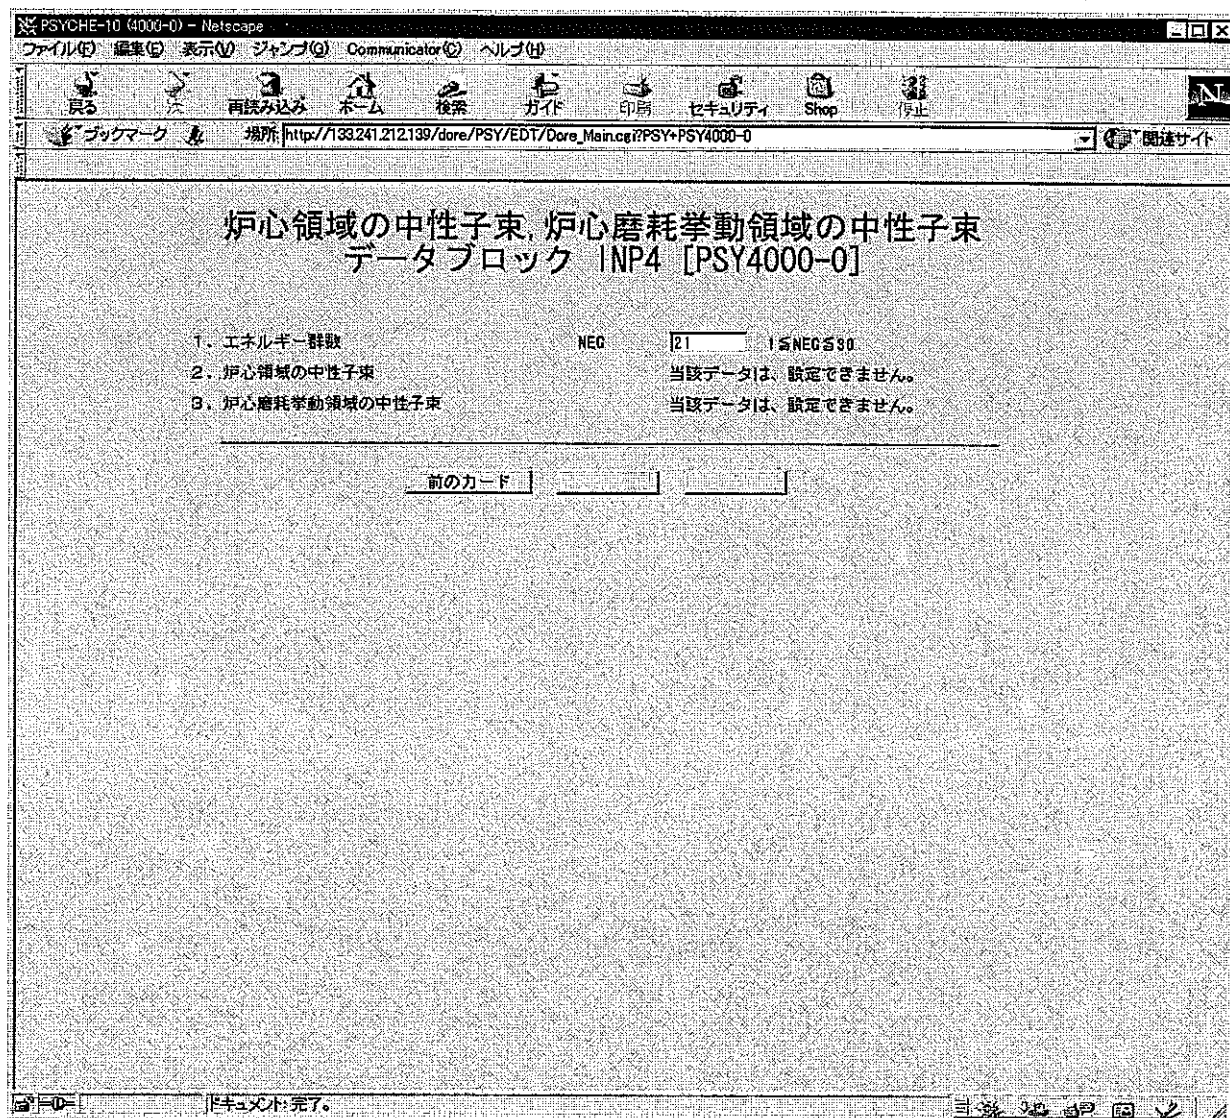 PSYCHE-10 (4000-0) - Netscape
ファイル(F) 編集(E) 表示(V) ジャンプ(G) Communicator(C) ヘルプ(H)
戻る 次 再読み込み ホーム 検索 ガイド 印刷 セキュリティ Shop 停止
ブックマーク 場所: http://133.241.212.139/dore/PSY/EDT/Dore_Main.cgi?PSY+PSY4000-0 関連サイト
炉心領域の中性子束, 炉心磨耗挙動領域の中性子束
データブロック INP4 [PSY4000-0]
1. エネルギー群数 NEG 21 1≦NEG≦30
2. 炉心領域の中性子束 当該データは、設定できません。
3. 炉心磨耗挙動領域の中性子束 当該データは、設定できません。
前のカード
ドキュメント: 完了。